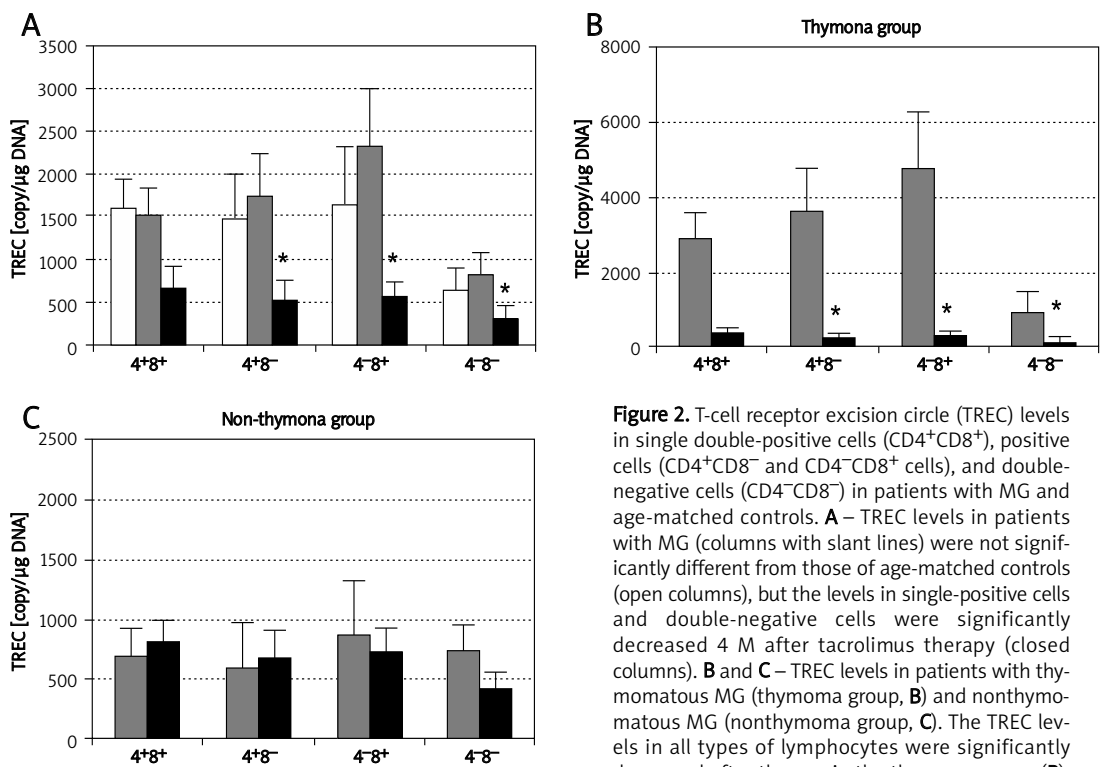 A
3500
3000
2500
2000
1500
1000
500
0
TREC [copy/µg DNA]
*
*
*
4⁺8⁺
4⁺8⁻
4⁻8⁺
4⁻8⁻
B
Thymona group
8000
6000
4000
2000
0
TREC [copy/µg DNA]
*
*
*
4⁺8⁺
4⁺8⁻
4⁻8⁺
4⁻8⁻
C
Non-thymona group
2500
2000
1500
1000
500
0
TREC [copy/µg DNA]
4⁺8⁺
4⁺8⁻
4⁻8⁺
4⁻8⁻
Figure 2. T-cell receptor excision circle (TREC) levels
in single double-positive cells (CD4⁺CD8⁺), positive
cells (CD4⁺CD8⁻ and CD4⁻CD8⁺ cells), and double-
negative cells (CD4⁻CD8⁻) in patients with MG and
age-matched controls. A – TREC levels in patients
with MG (columns with slant lines) were not signif-
icantly different from those of age-matched controls
(open columns), but the levels in single-positive cells
and double-negative cells were significantly
decreased 4 M after tacrolimus therapy (closed
columns). B and C – TREC levels in patients with thy-
momatous MG (thymoma group, B) and nonthymo-
matous MG (nonthymoma group, C). The TREC lev-
els in all types of lymphocytes were significantly